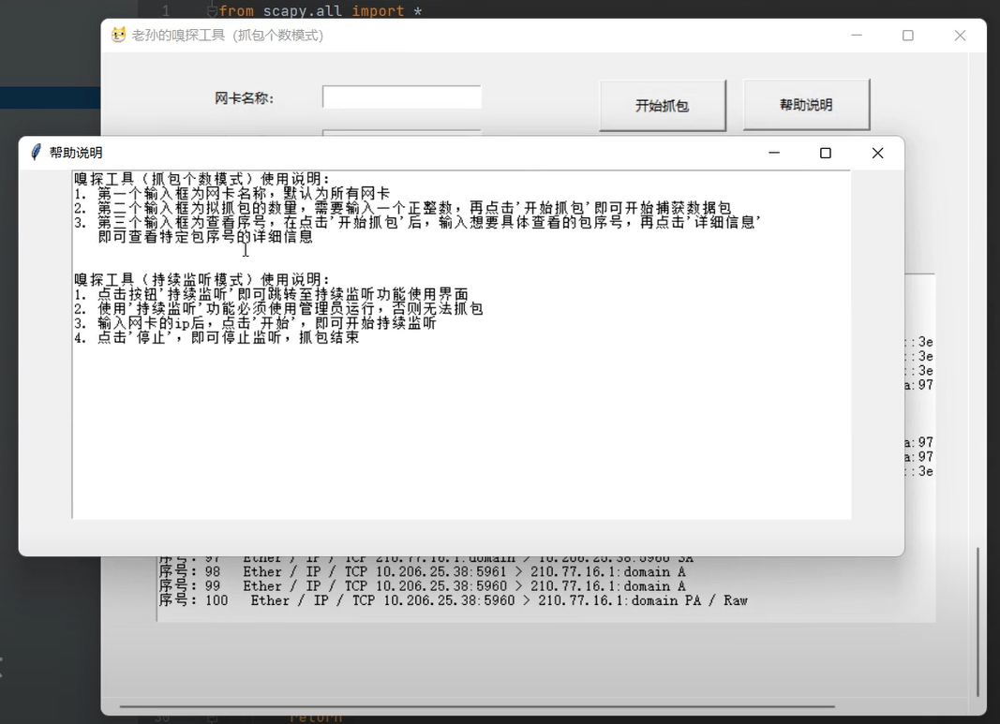 1 from scapy.all import *
老孙的嗅探工具（抓包个数模式）
网卡名称:
开始抓包
帮助说明
帮助说明
嗅探工具（抓包个数模式）使用说明:
1. 第一个输入框为网卡名称，默认为所有网卡
2. 第二个输入框为拟抓包的数量，需要输入一个正整数，再点击'开始抓包'即可开始捕获数据包
3. 第三个输入框为查看序号，在点击'开始抓包'后，输入想要具体查看的包序号，再点击'详细信息'
即可查看特定包序号的详细信息
嗅探工具（持续监听模式）使用说明:
1. 点击按钮'持续监听'即可跳转至持续监听功能使用界面
2. 使用'持续监听'功能必须使用管理员运行，否则无法抓包
3. 输入网卡的ip后，点击'开始'，即可开始持续监听
4. 点击'停止'，即可停止监听，抓包结束
::3e
::3e
::3e
a:97
a:97
a:97
::3e
序号: 97 Ether / IP / TCP 210.77.16.1:domain > 10.206.25.38:5960 SA
序号: 98 Ether / IP / TCP 10.206.25.38:5961 > 210.77.16.1:domain A
序号: 99 Ether / IP / TCP 10.206.25.38:5960 > 210.77.16.1:domain A
序号: 100 Ether / IP / TCP 10.206.25.38:5960 > 210.77.16.1:domain PA / Raw
return